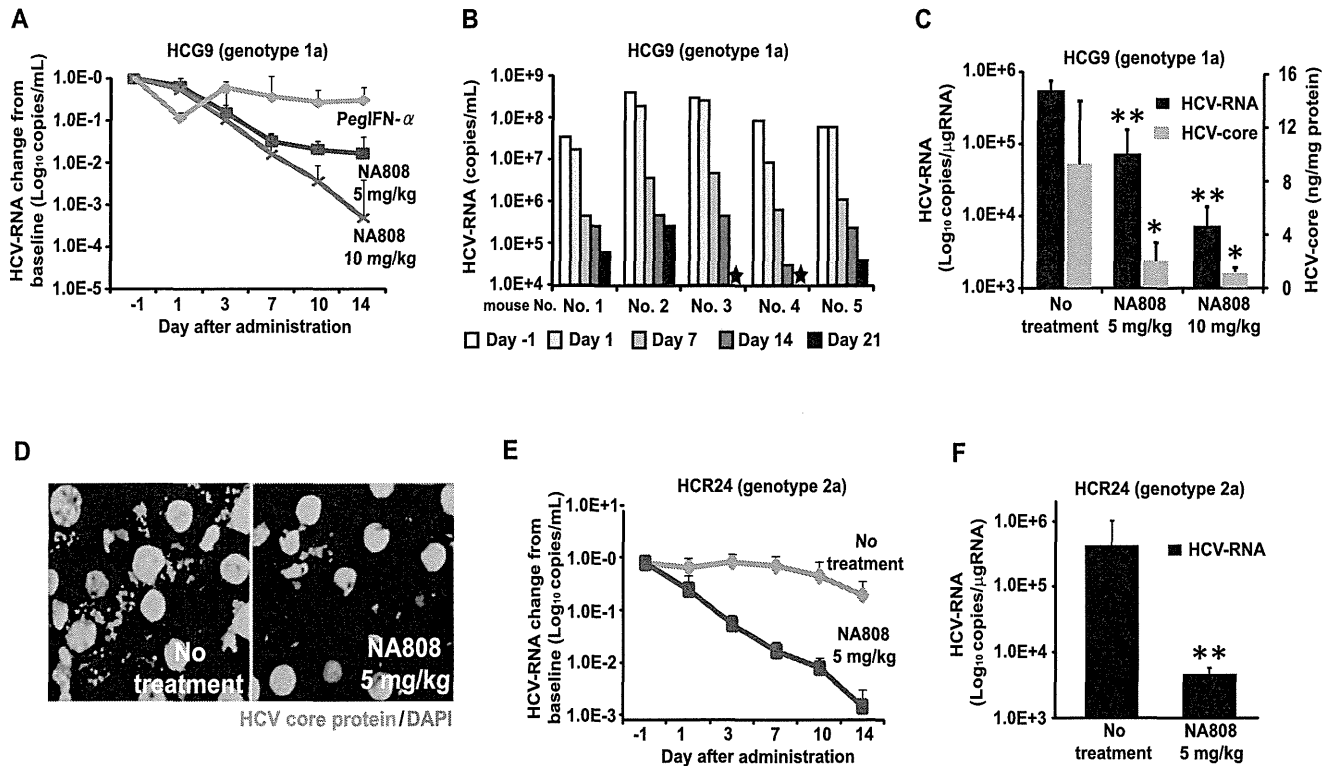 A
HCG9 (genotype 1a)
HCV-RNA change from
baseline (Log10 copies/mL)
1.0E-0
1.0E-1
1.0E-2
1.0E-3
1.0E-4
1.0E-5
PegIFN-α
NA808
5 mg/kg
NA808
10 mg/kg
-1 1 3 7 10 14
Day after administration
B
HCG9 (genotype 1a)
HCV-RNA (copies/mL)
1.0E+9
1.0E+8
1.0E+7
1.0E+6
1.0E+5
1.0E+4
★ ★
mouse No. No. 1 No. 2 No. 3 No. 4 No. 5
Day -1 Day 1 Day 7 Day 14 Day 21
C
HCG9 (genotype 1a)
HCV-RNA
(Log10 copies/μgRNA)
1.0E+6
1.0E+5
1.0E+4
1.0E+3
HCV-RNA
HCV-core
**
*
**
*
16
12
8
4
0
HCV-core (ng/mg protein)
No
treatment
NA808
5 mg/kg
NA808
10 mg/kg
D
No
treatment
NA808
5 mg/kg
HCV core protein/DAPI
E
HCR24 (genotype 2a)
HCV-RNA change from
baseline (Log10 copies/mL)
1.0E+1
1.0E-0
1.0E-1
1.0E-2
1.0E-3
No
treatment
NA808
5 mg/kg
-1 1 3 7 10 14
Day after administration
F
HCR24 (genotype 2a)
HCV-RNA
(Log10 copies/μgRNA)
1.0E+6
1.0E+5
1.0E+4
1.0E+3
HCV-RNA
**
No
treatment
NA808
5 mg/kg